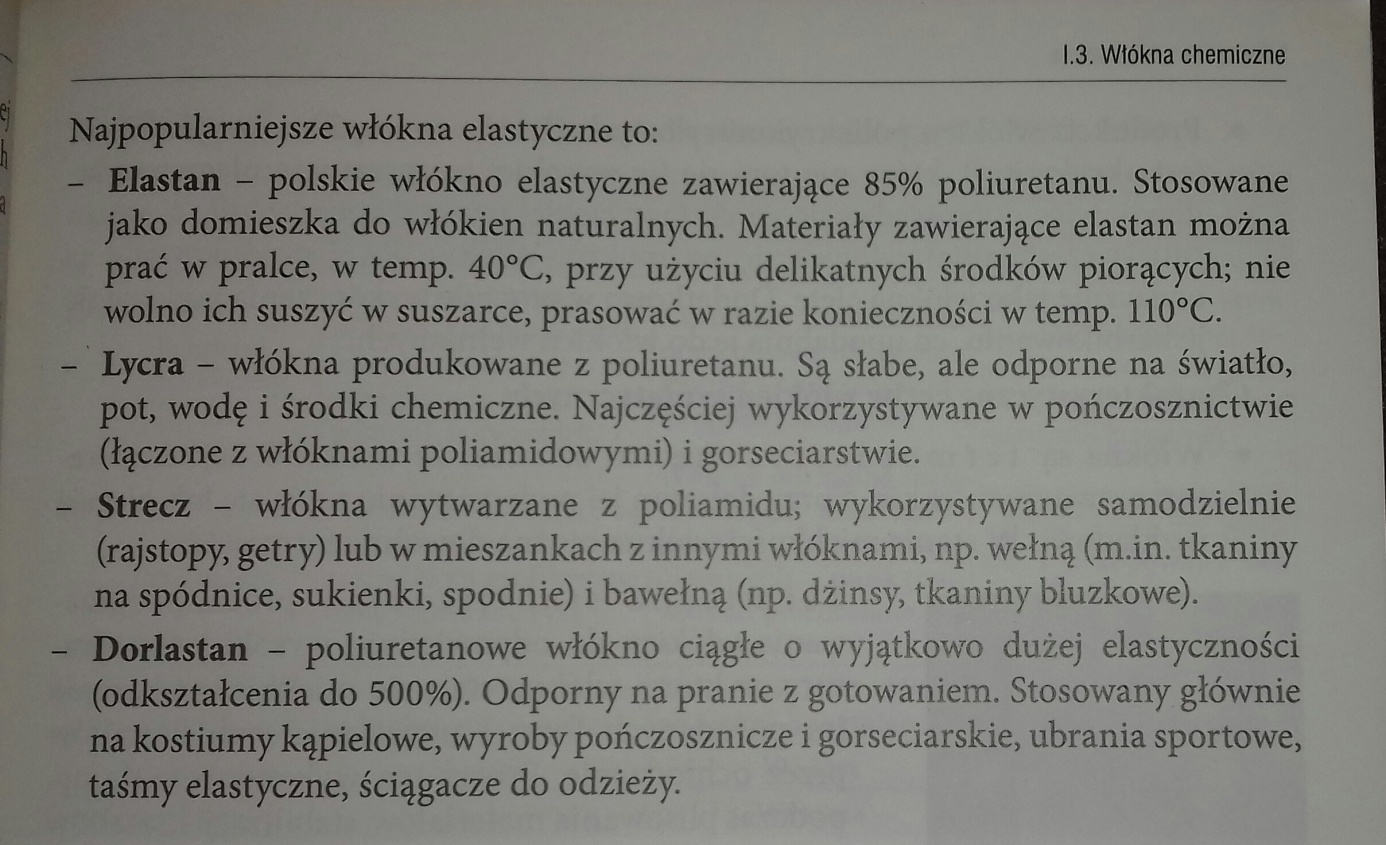 I.3. Włókna chemiczne
Najpopularniejsze włókna elastyczne to:
– Elastan – polskie włókno elastyczne zawierające 85% poliuretanu. Stosowane
jako domieszka do włókien naturalnych. Materiały zawierające elastan można
prać w pralce, w temp. 40°C, przy użyciu delikatnych środków piorących; nie
wolno ich suszyć w suszarce, prasować w razie konieczności w temp. 110°C.
– Lycra – włókna produkowane z poliuretanu. Są słabe, ale odporne na światło,
pot, wodę i środki chemiczne. Najczęściej wykorzystywane w pończosznictwie
(łączone z włóknami poliamidowymi) i gorseciarstwie.
– Strecz – włókna wytwarzane z poliamidu; wykorzystywane samodzielnie
(rajstopy, getry) lub w mieszankach z innymi włóknami, np. wełną (m.in. tkaniny
na spódnice, sukienki, spodnie) i bawełną (np. dżinsy, tkaniny bluzkowe).
– Dorlastan – poliuretanowe włókno ciągłe o wyjątkowo dużej elastyczności
(odkształcenia do 500%). Odporny na pranie z gotowaniem. Stosowany głównie
na kostiumy kąpielowe, wyroby pończosznicze i gorseciarskie, ubrania sportowe,
taśmy elastyczne, ściągacze do odzieży.